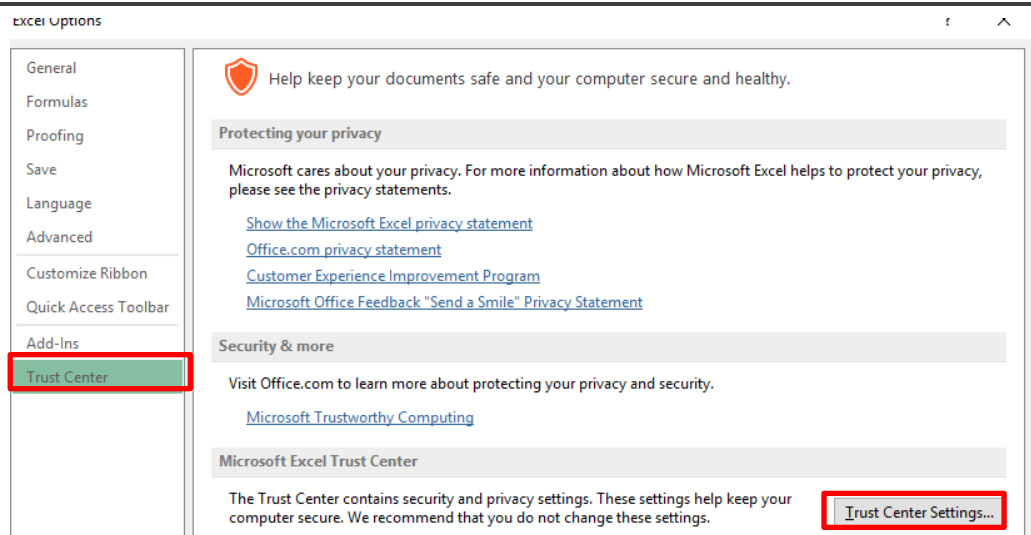 Excel Options
General
Formulas
Proofing
Save
Language
Advanced
Customize Ribbon
Quick Access Toolbar
Add-Ins
Trust Center
Help keep your documents safe and your computer secure and healthy.
Protecting your privacy
Microsoft cares about your privacy. For more information about how Microsoft Excel helps to protect your privacy,
please see the privacy statements.
Show the Microsoft Excel privacy statement
Office.com privacy statement
Customer Experience Improvement Program
Microsoft Office Feedback "Send a Smile" Privacy Statement
Security & more
Visit Office.com to learn more about protecting your privacy and security.
Microsoft Trustworthy Computing
Microsoft Excel Trust Center
The Trust Center contains security and privacy settings. These settings help keep your
computer secure. We recommend that you do not change these settings.
Trust Center Settings...